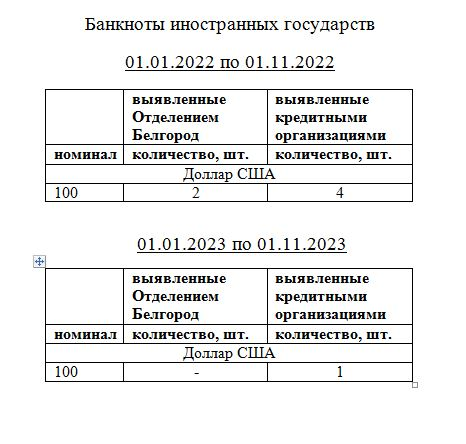 Банкноты иностранных государств
01.01.2022 по 01.11.2022
выявленные выявленные
Отделением кредитными
Белгород организациями
номинал количество, шт. количество, шт.
Доллар США
100 2 4
01.01.2023 по 01.11.2023
выявленные выявленные
Отделением кредитными
Белгород организациями
номинал количество, шт. количество, шт.
Доллар США
100 - 1